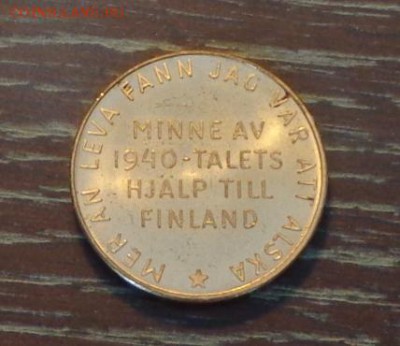 MER ÄN LEVA FANN JAG VAR ATT ÄLSKA
MINNE AV
1940-TALETS
HJÄLP TILL
FINLAND